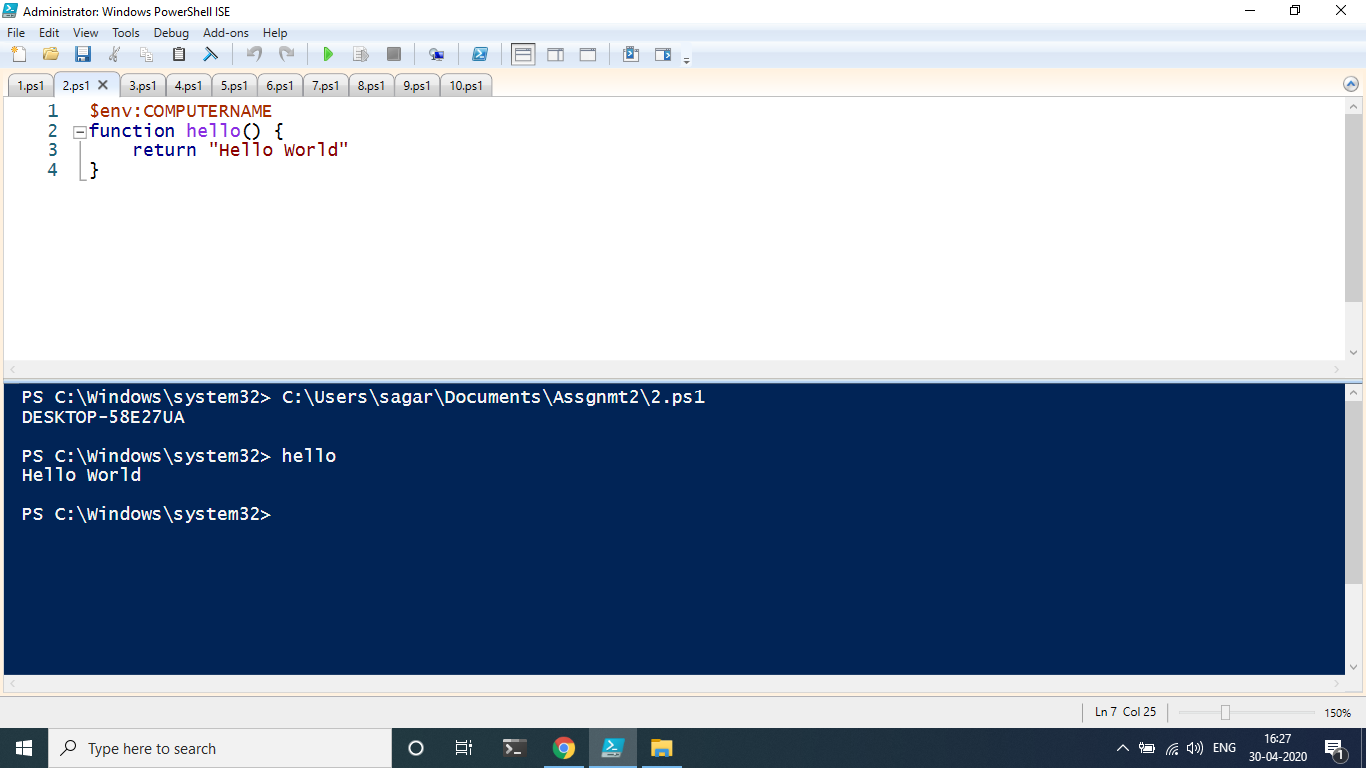 Administrator: Windows PowerShell ISE
File Edit View Tools Debug Add-ons Help
1.ps1 2.ps1 3.ps1 4.ps1 5.ps1 6.ps1 7.ps1 8.ps1 9.ps1 10.ps1
1 $env:COMPUTERNAME
2 function hello() {
3 return "Hello World"
4 }
PS C:\Windows\system32> C:\Users\sagar\Documents\Assgnmt2\2.ps1
DESKTOP-58E27UA
PS C:\Windows\system32> hello
Hello World
PS C:\Windows\system32>
Ln 7 Col 25 150%
Type here to search
ENG
16:27
30-04-2020
1